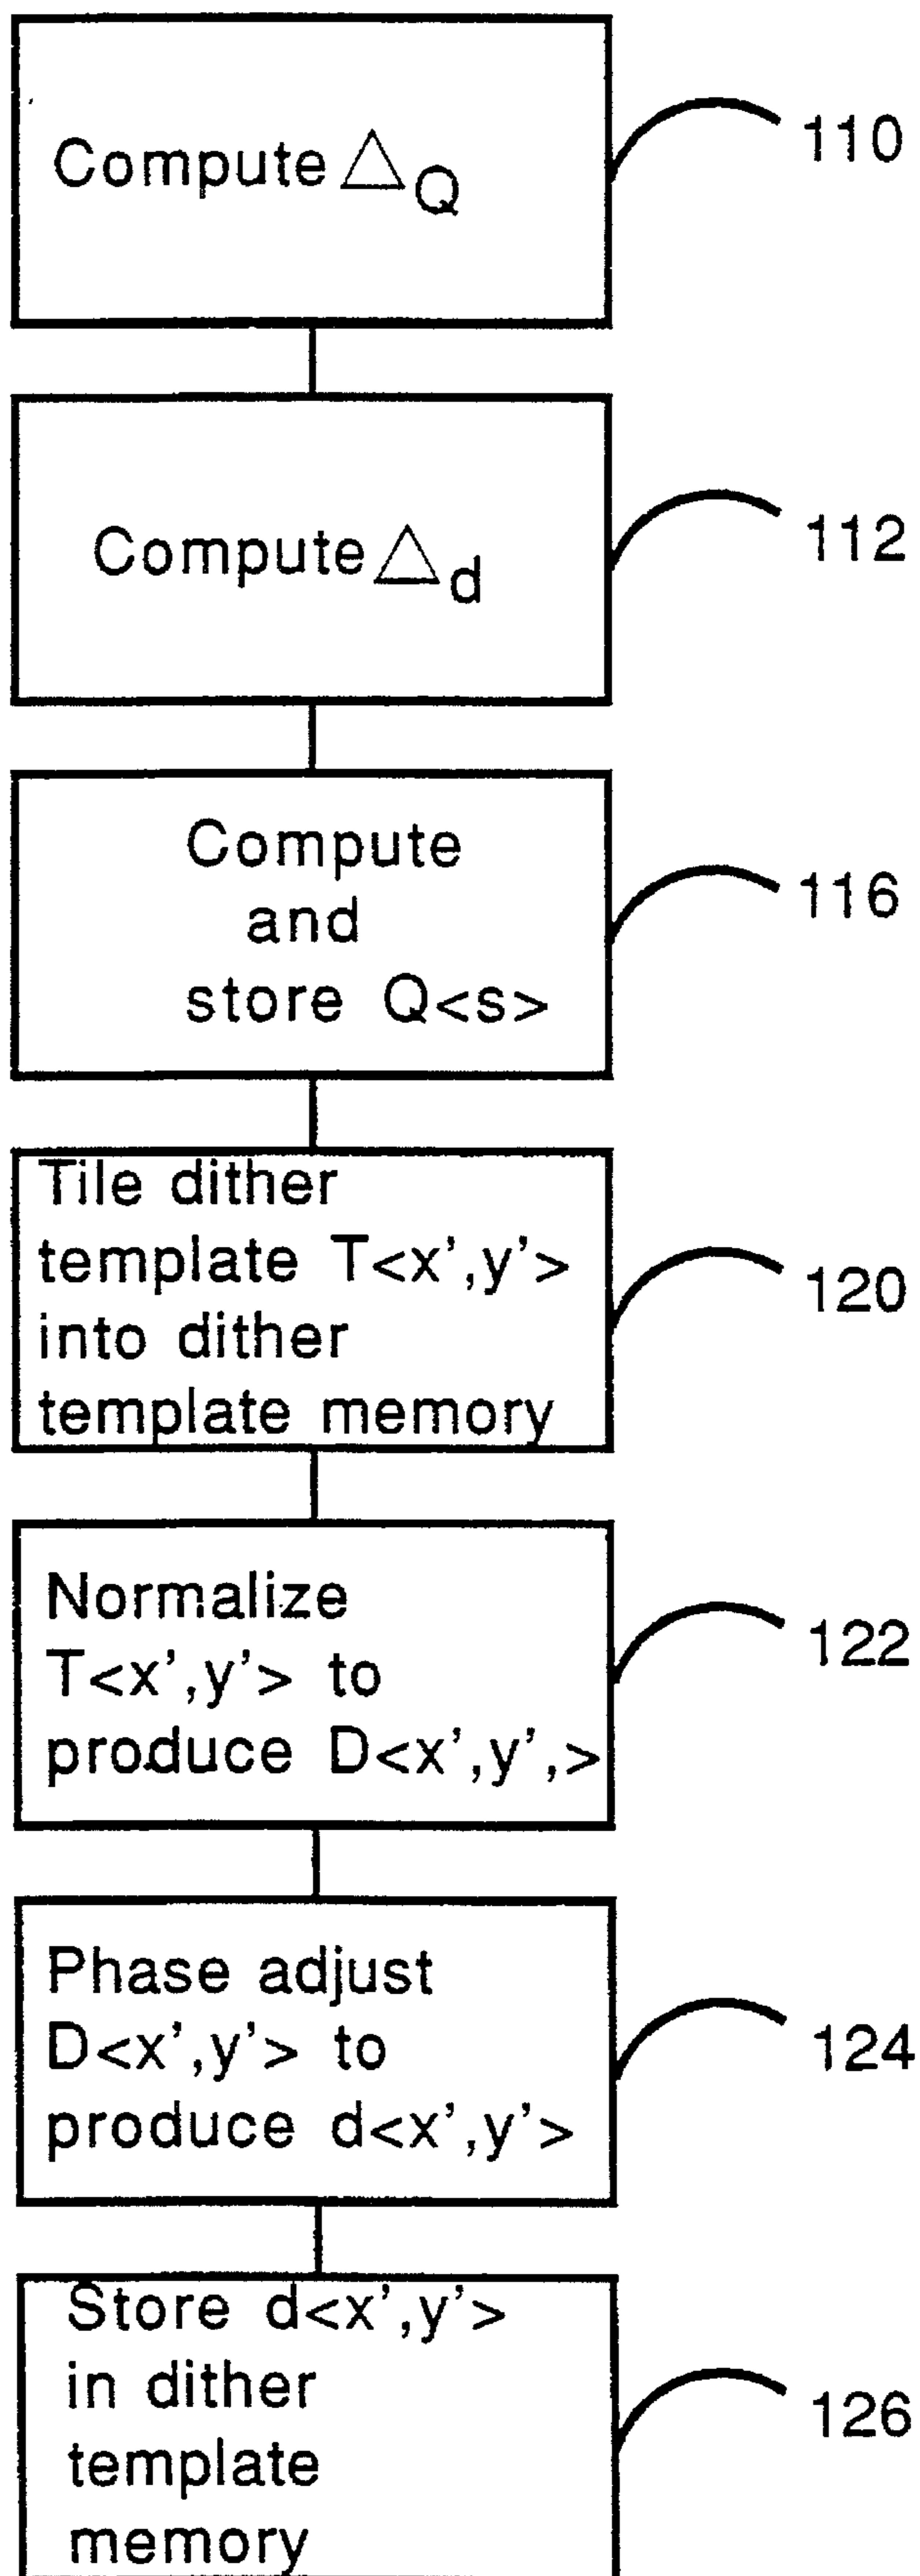 Compute △Q
110
Compute △d
112
Compute
and
store Q<s>
116
Tile dither
template T<x',y'>
into dither
template memory
120
Normalize
T<x',y'> to
produce D<x',y',>
122
Phase adjust
D<x',y'> to
produce d<x',y'>
124
Store d<x',y'>
in dither
template
memory
126